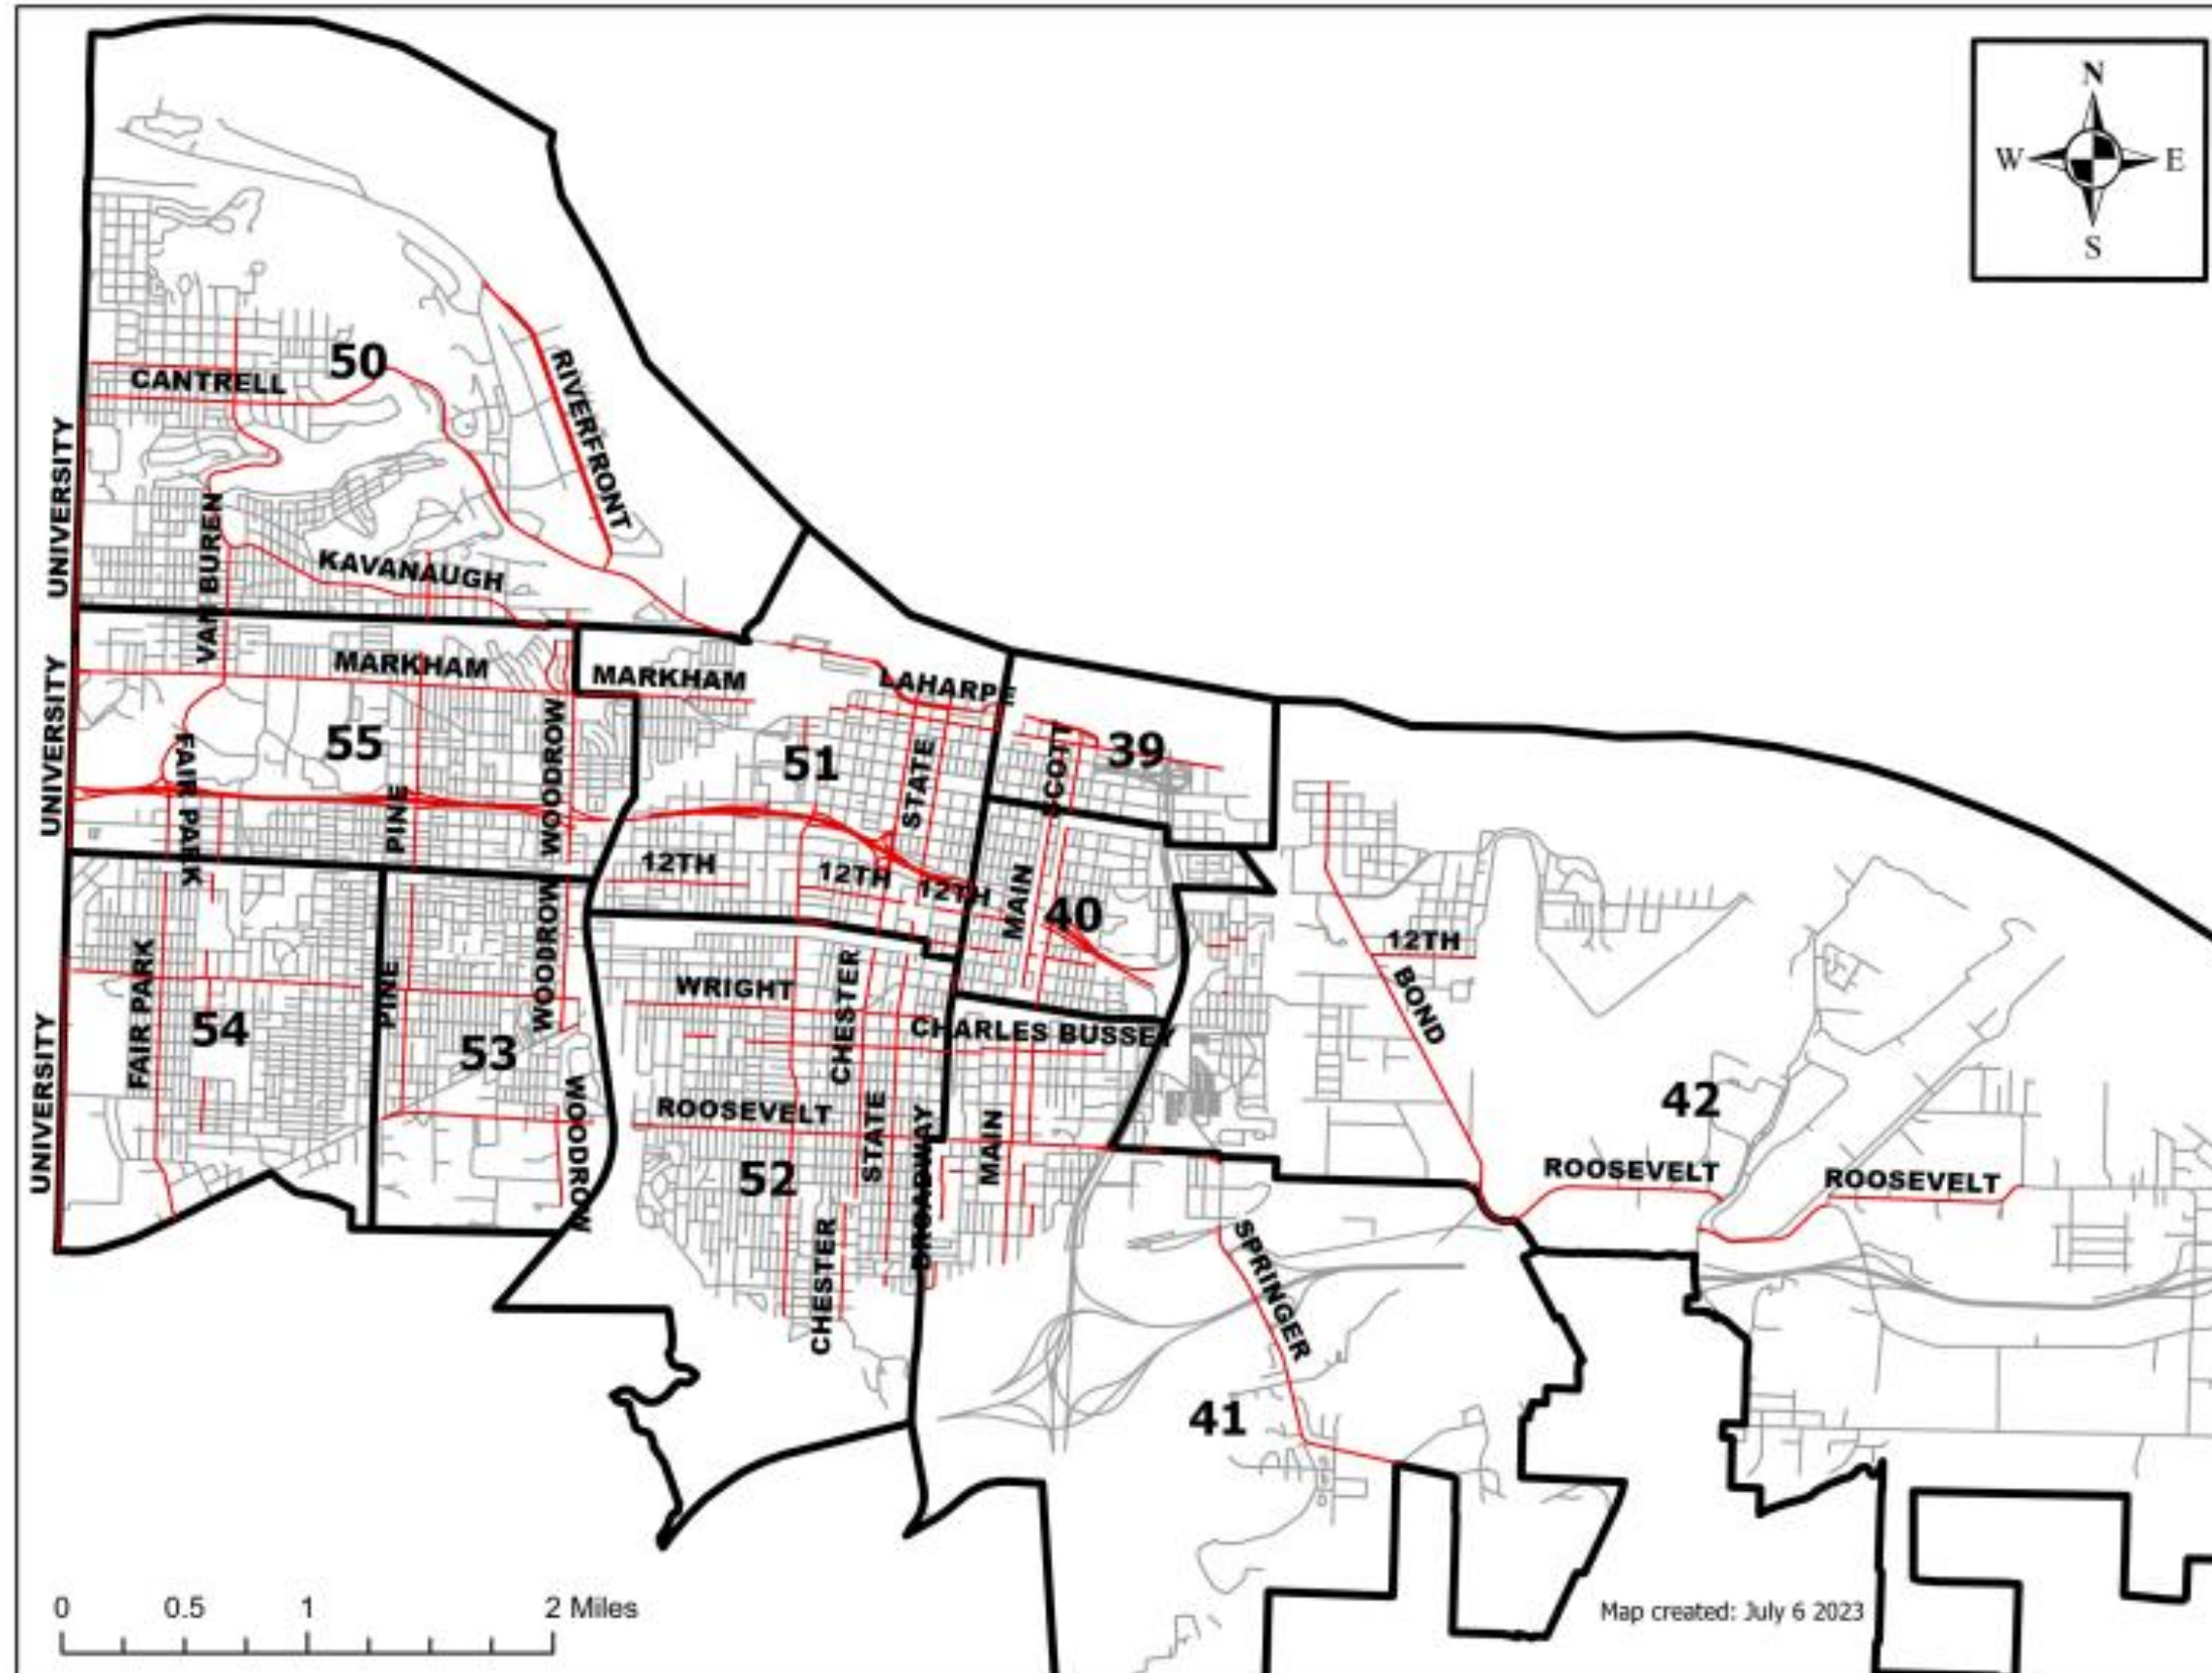 N
W E
S
50
CANTRELL
RIVERFRONT
UNIVERSITY
VAN BUREN
KAVANAUGH
MARKHAM
MARKHAM
LAHARPE
UNIVERSITY
55
FAIR PARK
PINE
WOODROW
51
STATE
SCOTT
39
12TH
12TH
12TH
MAIN
40
12TH
BOND
FAIR PARK
54
PINE
WOODROW
53
WRIGHT
CHESTER
CHARLES BUSSEY
UNIVERSITY
WOODROW
ROOSEVELT
STATE
BROADWAY
MAIN
52
CHESTER
42
ROOSEVELT
ROOSEVELT
SPRINGER
41
0 0.5 1 2 Miles
Map created: July 6 2023